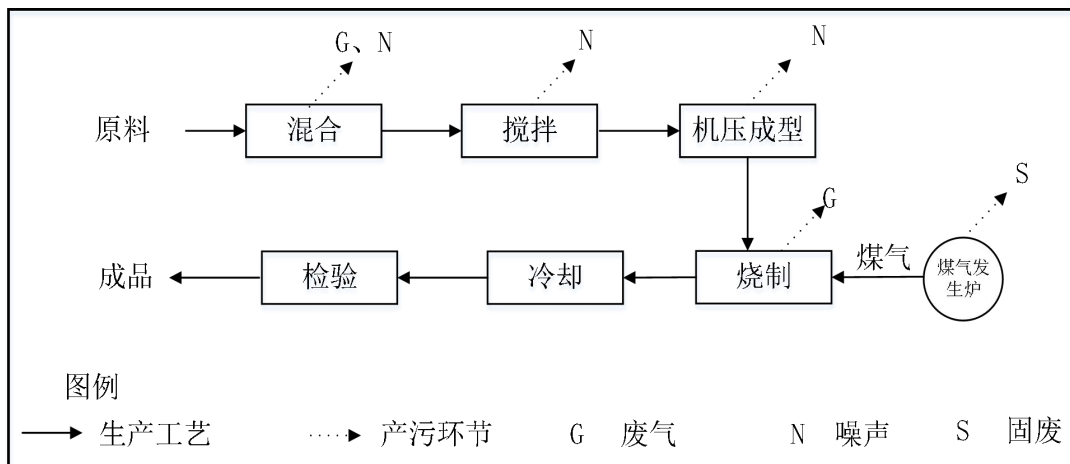 G、N N N
原料 混合 搅拌 机压成型
S
G
成品 检验 冷却 烧制 煤气 煤气发
生炉
图例
生产工艺 产污环节 G 废气 N 噪声 S 固废